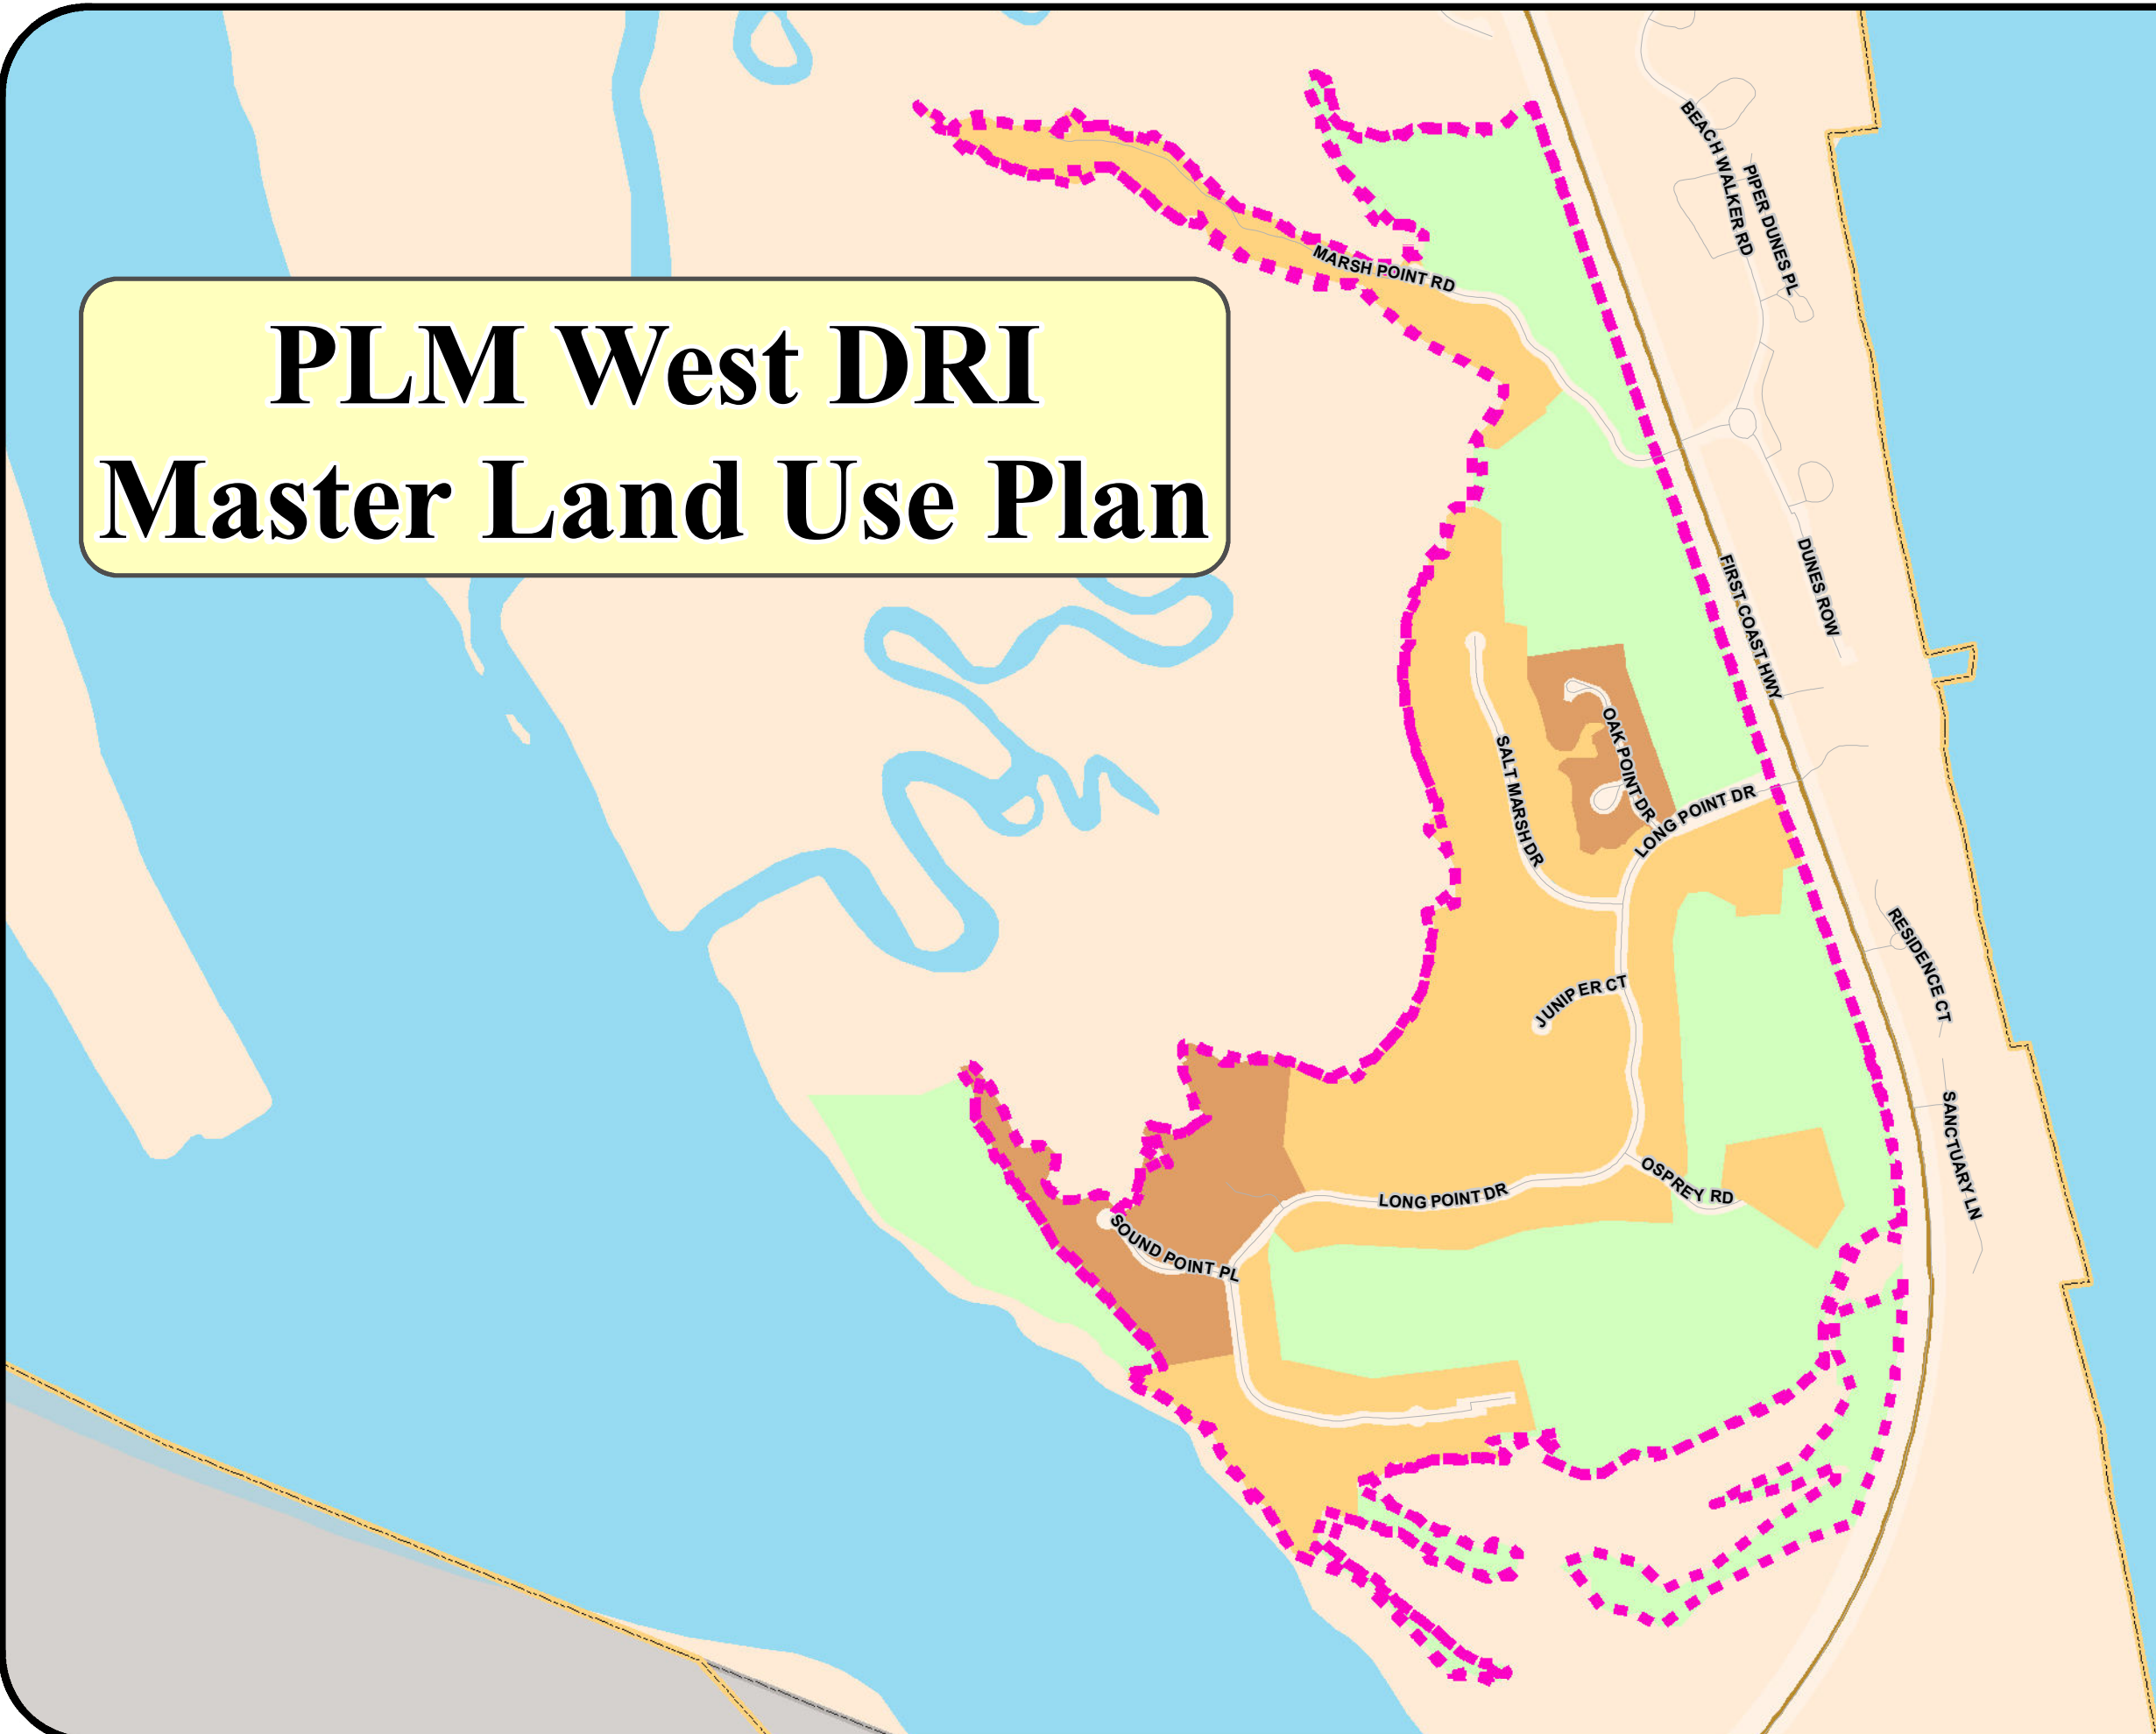 PLM West DRI
Master Land Use Plan
BEACH WALKER RD
PIPER DUNES PL
MARSH POINT RD
DUNES ROW
FIRST COAST HWY
OAK POINT DR
SALT MARSH DR
LONG POINT DR
RESIDENCE CT
JUNIPER CT
SANCTUARY LN
OSPREY RD
LONG POINT DR
SOUND POINT PL